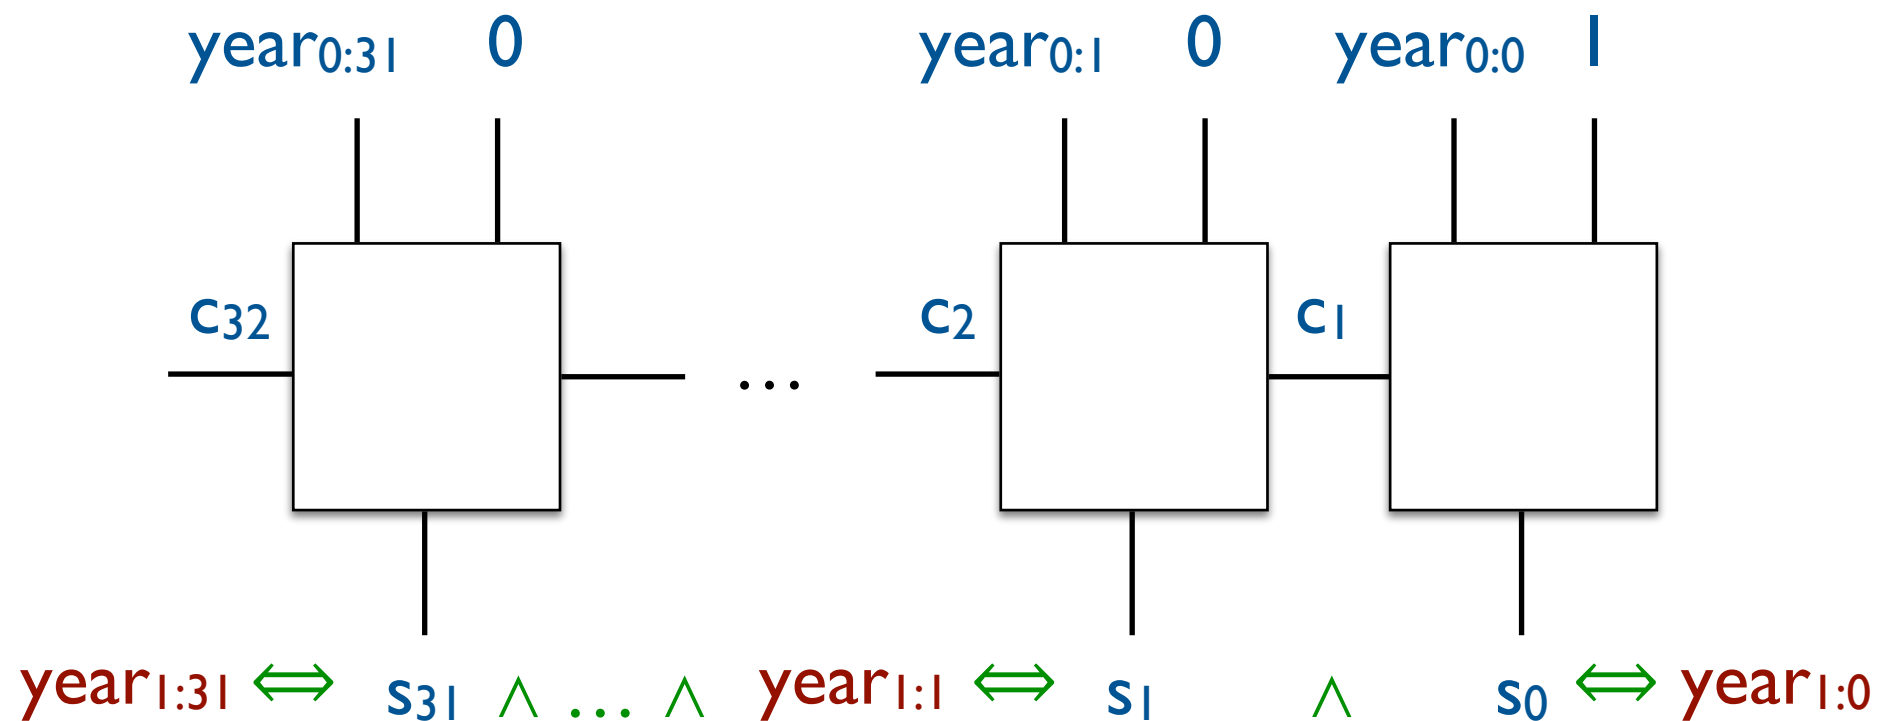 year0:31 0 year0:1 0 year0:0 1
c32 c2 c1
...
year1:31 ⇔ s31 ∧ ... ∧ year1:1 ⇔ s1 ∧ s0 ⇔ year1:0